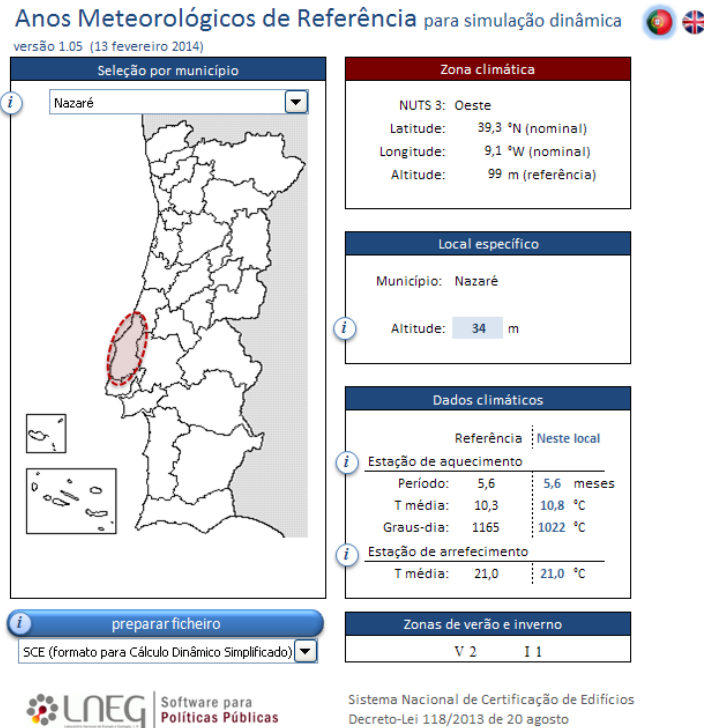 Anos Meteorológicos de Referência para simulação dinâmica
versão 1.05 (13 fevereiro 2014)
Seleção por município
i Nazaré
Zona climática
NUTS 3: Oeste
Latitude: 39,3 ºN (nominal)
Longitude: 9,1 ºW (nominal)
Altitude: 99 m (referência)
Local específico
Município: Nazaré
i Altitude: 34 m
Dados climáticos
Referência Neste local
i Estação de aquecimento
Período: 5,6 5,6 meses
T média: 10,3 10,8 ºC
Graus-dia: 1165 1022 ºC
i Estação de arrefecimento
T média: 21,0 21,0 ºC
i preparar ficheiro
SCE (formato para Cálculo Dinâmico Simplificado)
Zonas de verão e inverno
V 2 I 1
LNEG
Software para
Políticas Públicas
Sistema Nacional de Certificação de Edifícios
Decreto-Lei 118/2013 de 20 agosto